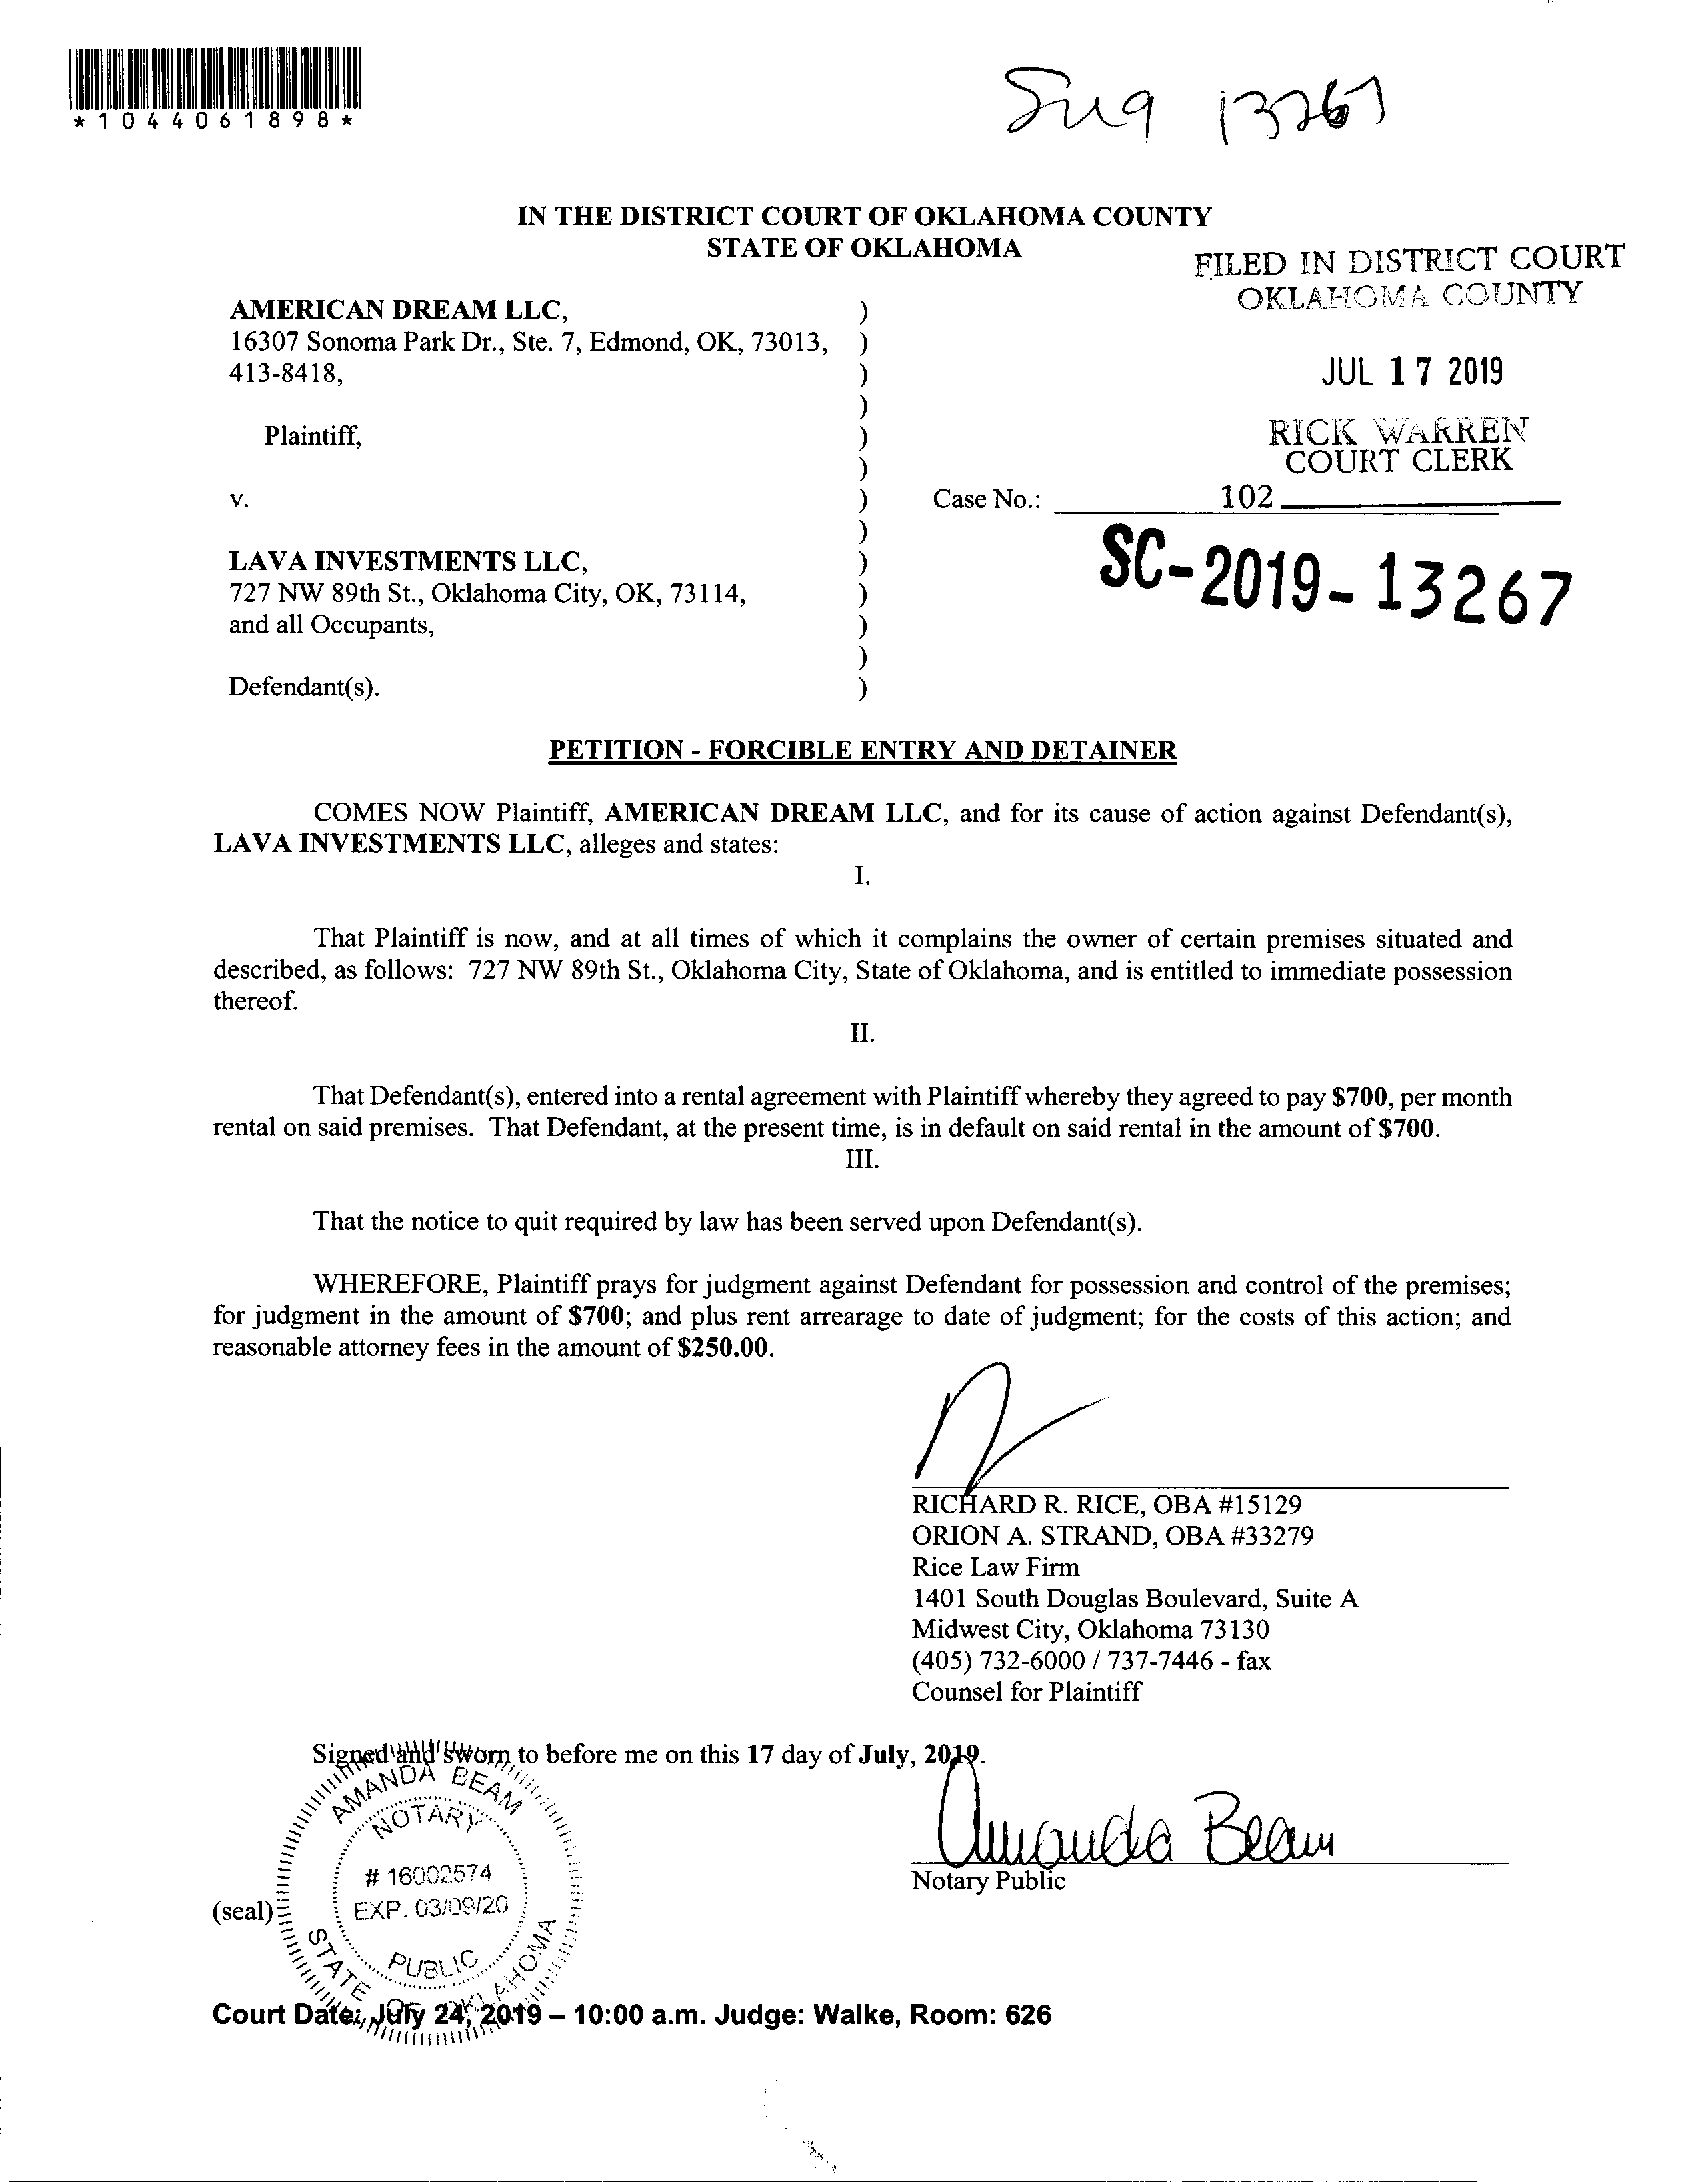 *1044061898*
13267
IN THE DISTRICT COURT OF OKLAHOMA COUNTY
STATE OF OKLAHOMA
FILED IN DISTRICT COURT
OKLAHOMA COUNTY
JUL 17 2019
RICK WARREN
COURT CLERK
102
AMERICAN DREAM LLC, )
16307 Sonoma Park Dr., Ste. 7, Edmond, OK, 73013, )
413-8418, )
)
Plaintiff, )
)
v. ) Case No.:
)
LAVA INVESTMENTS LLC, )
727 NW 89th St., Oklahoma City, OK, 73114, )
and all Occupants, )
)
Defendant(s). )
SC-2019-13267
PETITION - FORCIBLE ENTRY AND DETAINER
COMES NOW Plaintiff, AMERICAN DREAM LLC, and for its cause of action against Defendant(s),
LAVA INVESTMENTS LLC, alleges and states:
I.
That Plaintiff is now, and at all times of which it complains the owner of certain premises situated and
described, as follows: 727 NW 89th St., Oklahoma City, State of Oklahoma, and is entitled to immediate possession
thereof.
II.
That Defendant(s), entered into a rental agreement with Plaintiff whereby they agreed to pay $700, per month
rental on said premises. That Defendant, at the present time, is in default on said rental in the amount of $700.
III.
That the notice to quit required by law has been served upon Defendant(s).
WHEREFORE, Plaintiff prays for judgment against Defendant for possession and control of the premises;
for judgment in the amount of $700; and plus rent arrearage to date of judgment; for the costs of this action; and
reasonable attorney fees in the amount of $250.00.
RICHARD R. RICE, OBA #15129
ORION A. STRAND, OBA #33279
Rice Law Firm
1401 South Douglas Boulevard, Suite A
Midwest City, Oklahoma 73130
(405) 732-6000 / 737-7446 - fax
Counsel for Plaintiff
Signed and sworn to before me on this 17 day of July, 2019.
Amanda Beam
Notary Public
(seal)
AMANDA BEAM
NOTARY
# 16002574
EXP. 03/09/20
PUBLIC
STATE OF OKLAHOMA
Court Date: July 24, 2019 – 10:00 a.m. Judge: Walke, Room: 626